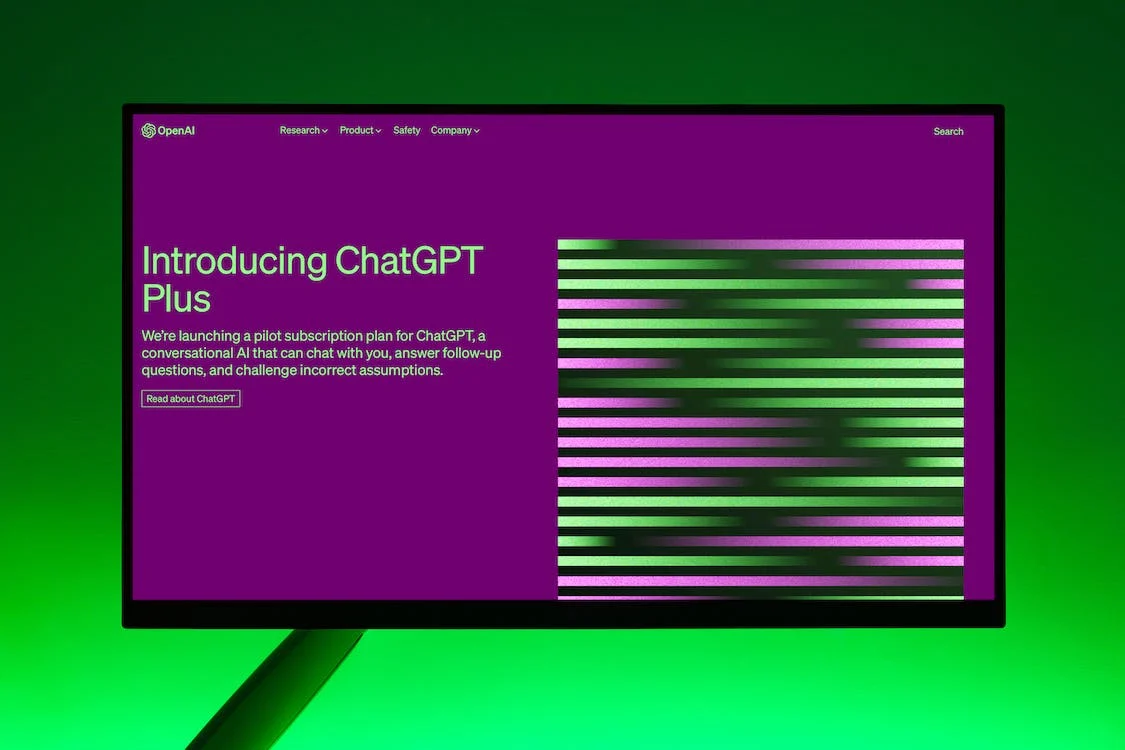 OpenAI
Research
Product
Safety
Company
Search
Introducing ChatGPT
Plus
We're launching a pilot subscription plan for ChatGPT, a
conversational AI that can chat with you, answer follow-up
questions, and challenge incorrect assumptions.
Read about ChatGPT